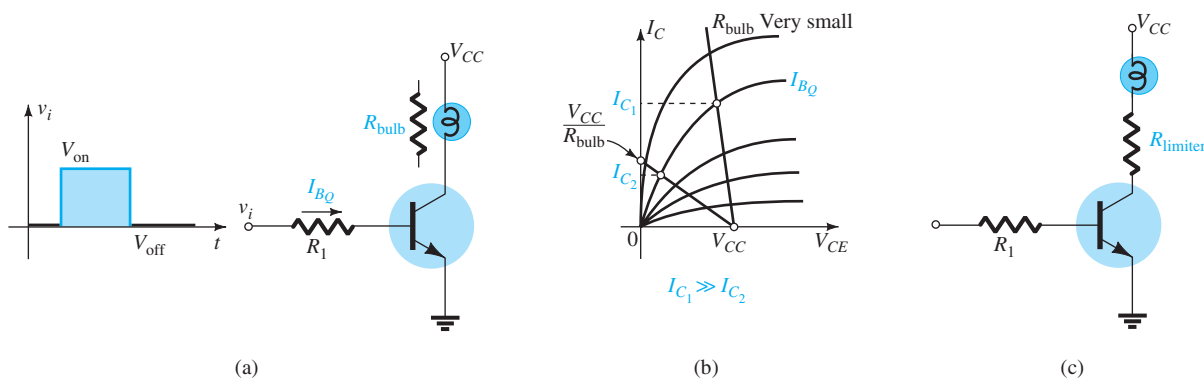 v_i
V_on
V_off
t
V_CC
R_bulb
I_BQ
v_i
R_1
(a)
I_C
R_bulb Very small
I_BQ
I_C1
V_CC
R_bulb
I_C2
0
V_CC
V_CE
I_C1 ≫ I_C2
(b)
V_CC
R_limiter
R_1
(c)